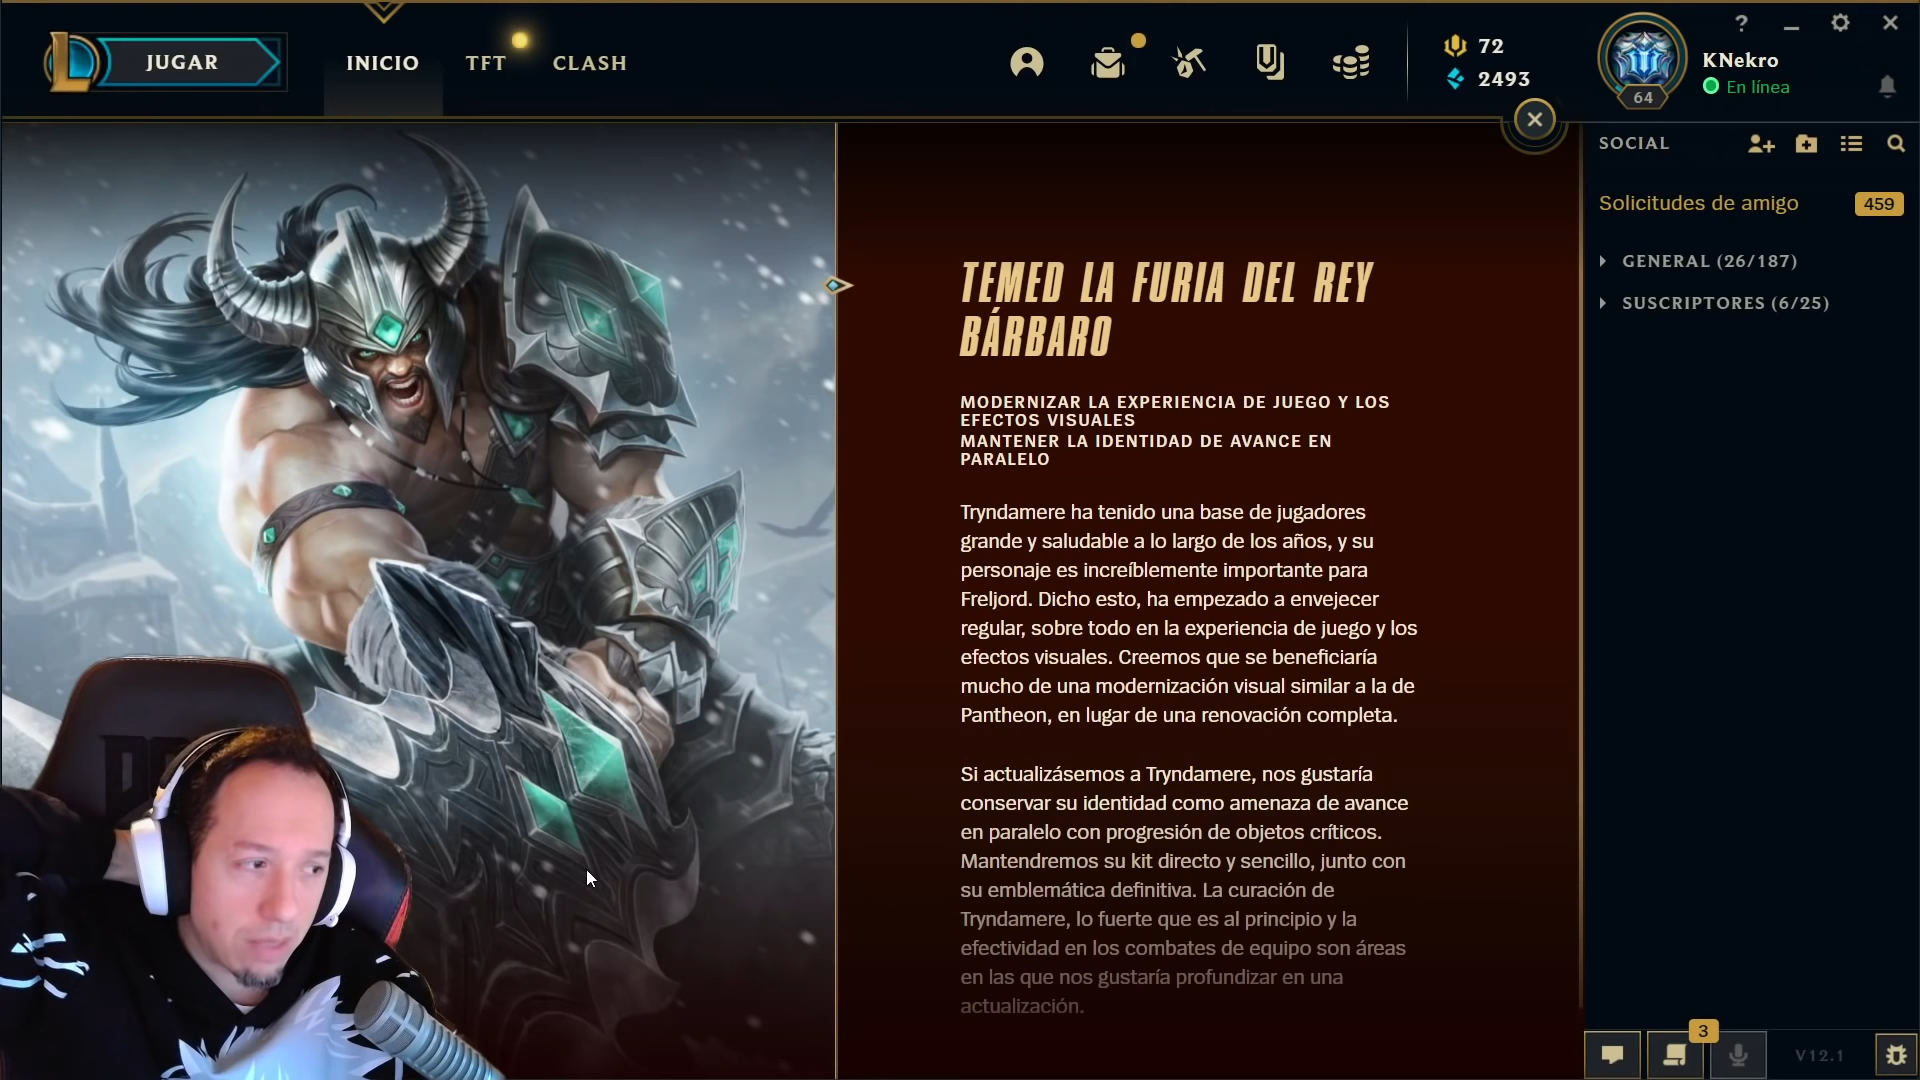 JUGAR
INICIO
TFT
CLASH
72
2493
64
?
KNekro
En línea
SOCIAL
Solicitudes de amigo
459
GENERAL (26/187)
SUSCRIPTORES (6/25)
TEMED LA FURIA DEL REY
BÁRBARO
MODERNIZAR LA EXPERIENCIA DE JUEGO Y LOS
EFECTOS VISUALES
MANTENER LA IDENTIDAD DE AVANCE EN
PARALELO
Tryndamere ha tenido una base de jugadores
grande y saludable a lo largo de los años, y su
personaje es increíblemente importante para
Freljord. Dicho esto, ha empezado a envejecer
regular, sobre todo en la experiencia de juego y los
efectos visuales. Creemos que se beneficiaría
mucho de una modernización visual similar a la de
Pantheon, en lugar de una renovación completa.
Si actualizásemos a Tryndamere, nos gustaría
conservar su identidad como amenaza de avance
en paralelo con progresión de objetos críticos.
Mantendremos su kit directo y sencillo, junto con
su emblemática definitiva. La curación de
Tryndamere, lo fuerte que es al principio y la
efectividad en los combates de equipo son áreas
en las que nos gustaría profundizar en una
actualización.
3
V12.1